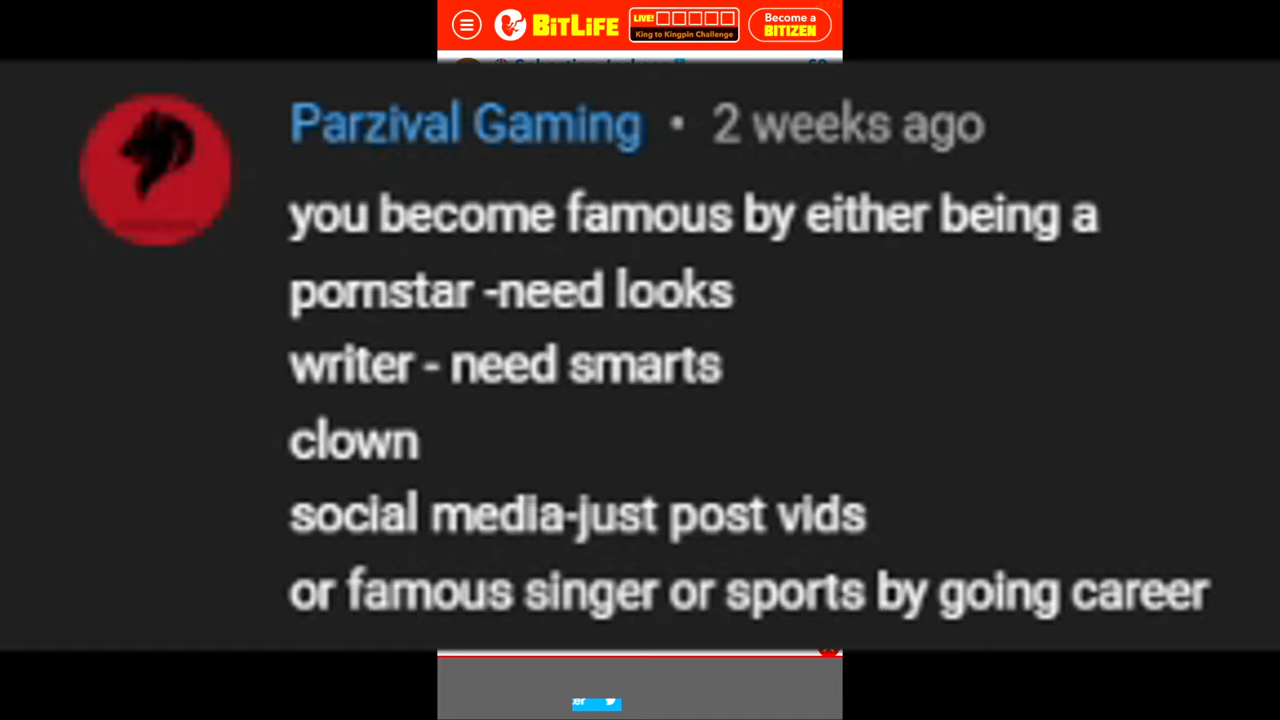 BITLIFE
LIVE!
King to Kingpin Challenge
Become a
BITIZEN
Parzival Gaming • 2 weeks ago
you become famous by either being a
pornstar -need looks
writer - need smarts
clown
social media-just post vids
or famous singer or sports by going career